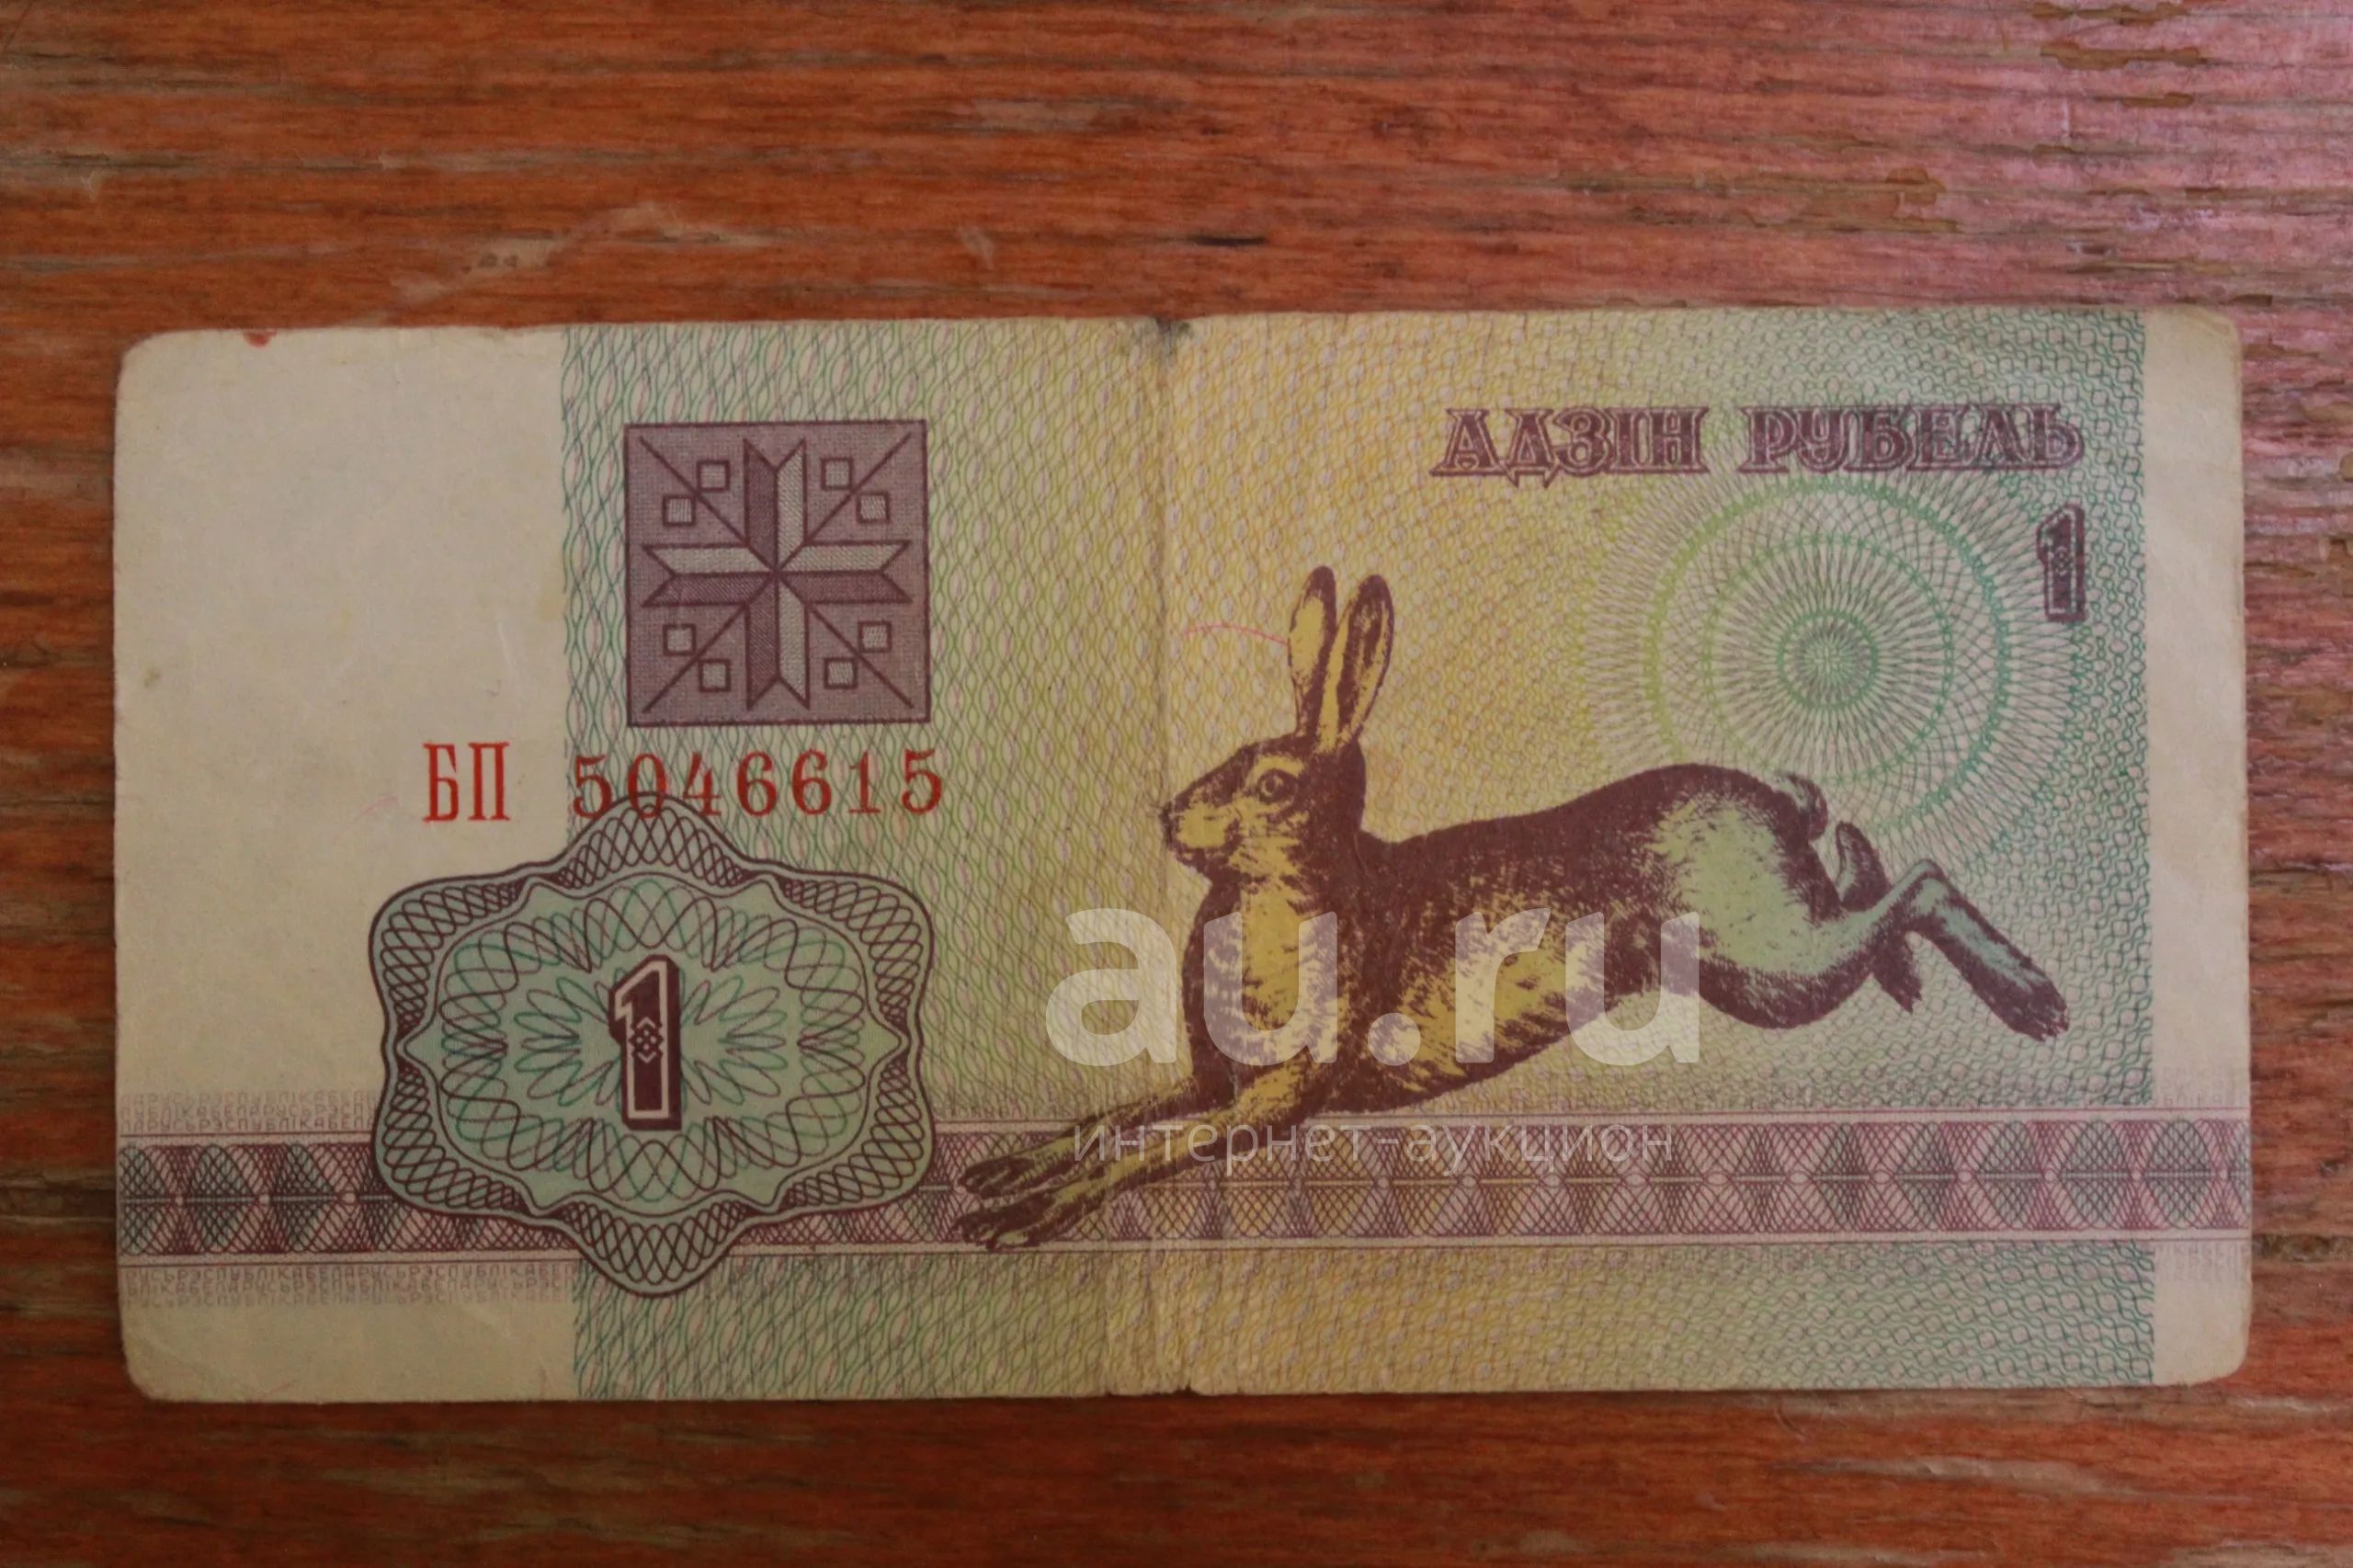 АДЗІН РУБЕЛЬ
1
БП 5046615
1
au.ru
интернет-аукцион